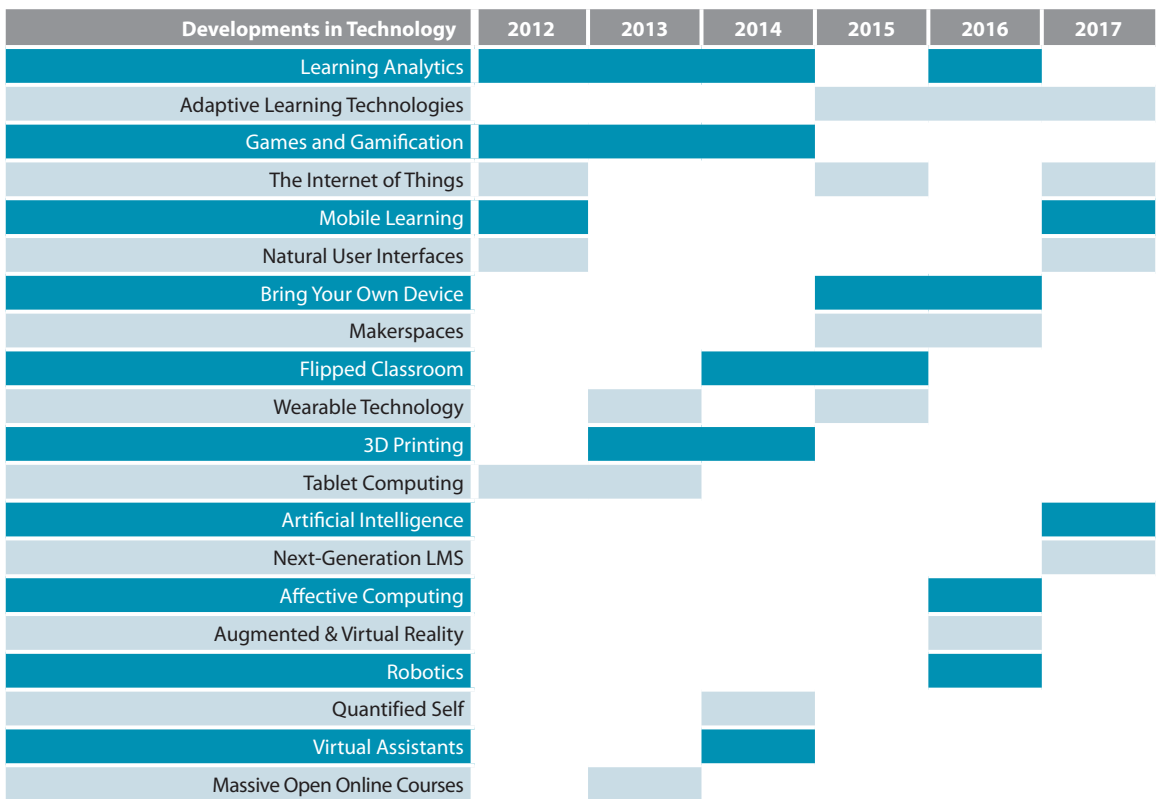 Developments in Technology 2012 2013 2014 2015 2016 2017
Learning Analytics
Adaptive Learning Technologies
Games and Gamification
The Internet of Things
Mobile Learning
Natural User Interfaces
Bring Your Own Device
Makerspaces
Flipped Classroom
Wearable Technology
3D Printing
Tablet Computing
Artificial Intelligence
Next-Generation LMS
Affective Computing
Augmented & Virtual Reality
Robotics
Quantified Self
Virtual Assistants
Massive Open Online Courses